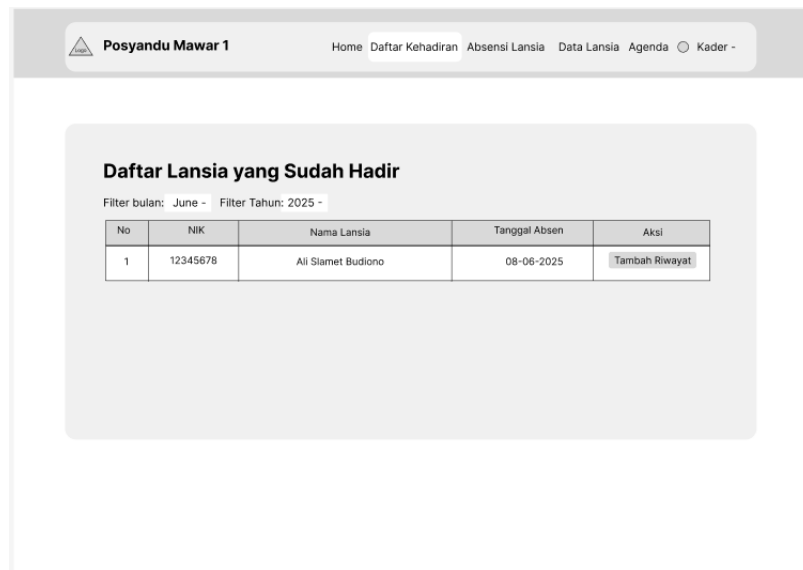 Logo Posyandu Mawar 1 Home Daftar Kehadiran Absensi Lansia Data Lansia Agenda Kader -
Daftar Lansia yang Sudah Hadir
Filter bulan: June - Filter Tahun: 2025 -
No NIK Nama Lansia Tanggal Absen Aksi
1 12345678 Ali Slamet Budiono 08-06-2025 Tambah Riwayat